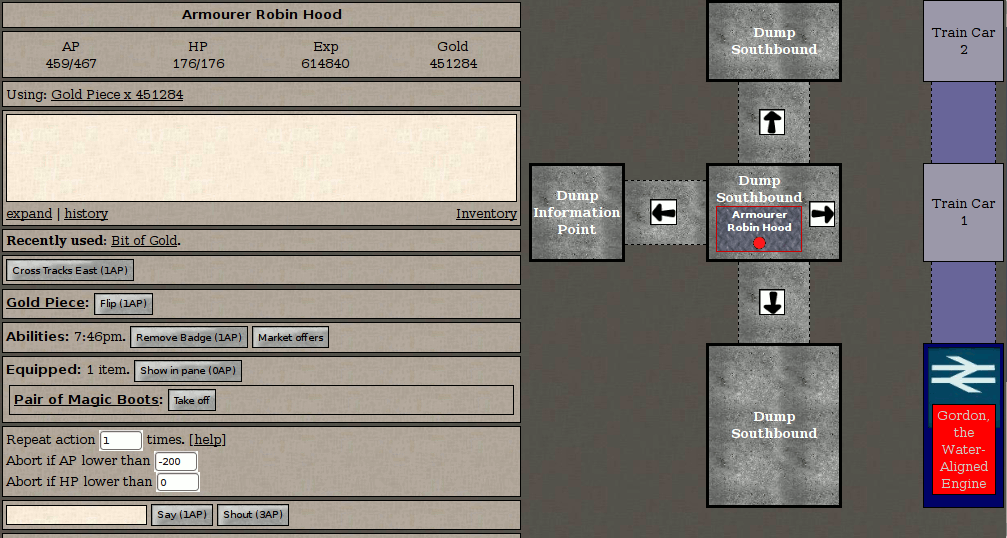 Armourer Robin Hood
AP HP Exp Gold
459/467 176/176 614840 451284
Using: Gold Piece x 451284
expand | history Inventory
Recently used: Bit of Gold.
Cross Tracks East (1AP)
Gold Piece: Flip (1AP)
Abilities: 7:46pm. Remove Badge (1AP) Market offers
Equipped: 1 item. Show in pane (0AP)
Pair of Magic Boots: Take off
Repeat action 1 times. [help]
Abort if AP lower than -200
Abort if HP lower than 0
Say (1AP) Shout (3AP)
Dump
Southbound
Train Car
2
Dump
Information
Point
Dump
Southbound
Armourer
Robin Hood
Train Car
1
Dump
Southbound
Gordon,
the
Water-
Aligned
Engine